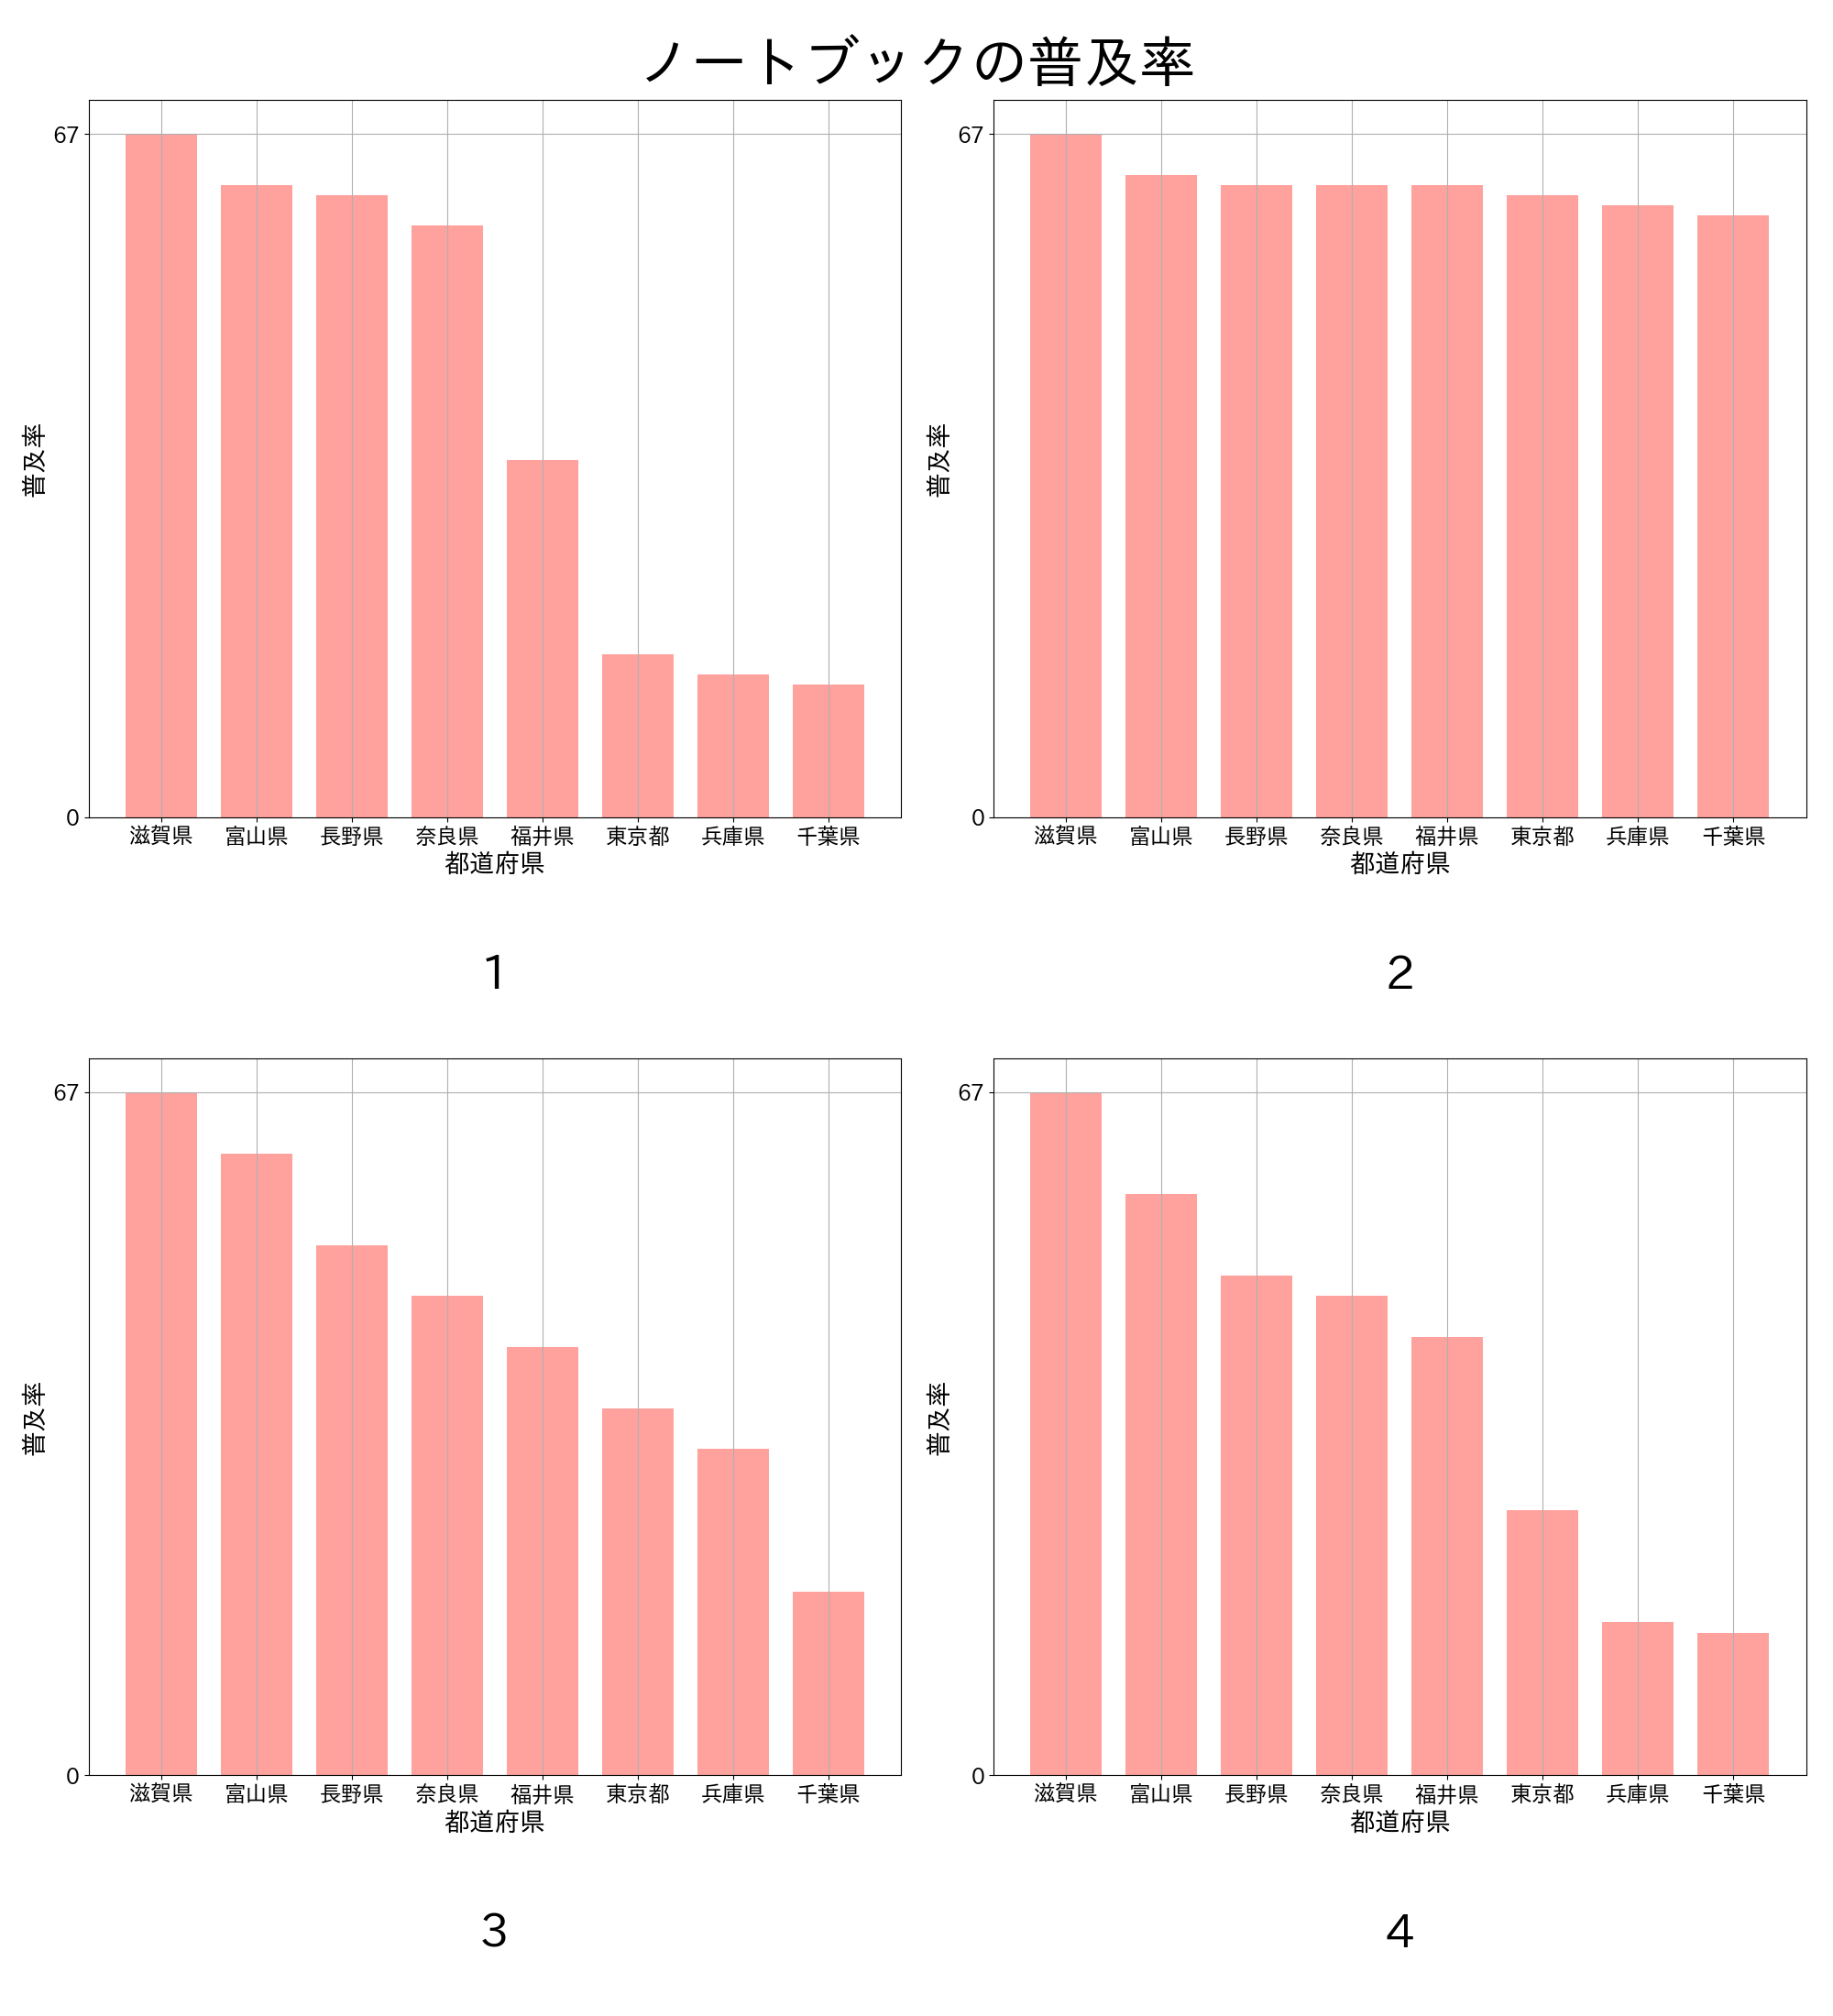 ノートブックの普及率
67
0
普及率
滋賀県 富山県 長野県 奈良県 福井県 東京都 兵庫県 千葉県
都道府県
1
67
0
普及率
滋賀県 富山県 長野県 奈良県 福井県 東京都 兵庫県 千葉県
都道府県
2
67
0
普及率
滋賀県 富山県 長野県 奈良県 福井県 東京都 兵庫県 千葉県
都道府県
3
67
0
普及率
滋賀県 富山県 長野県 奈良県 福井県 東京都 兵庫県 千葉県
都道府県
4